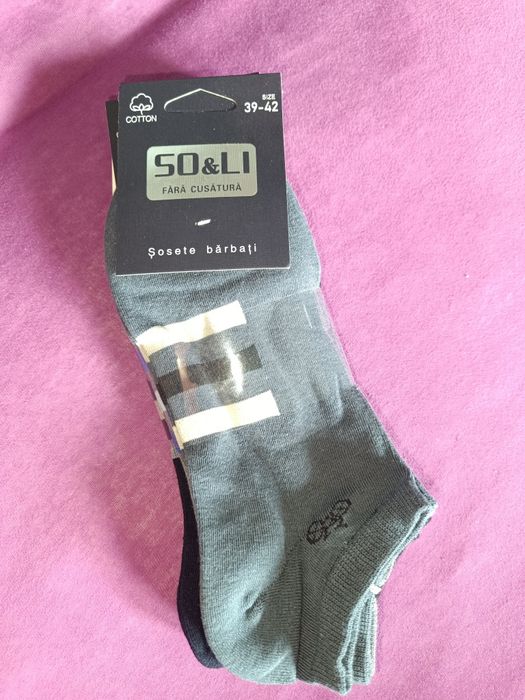 COTTON
SIZE
39-42
SO&LI
FĂRĂ CUSĂTURĂ
Șosete bărbați